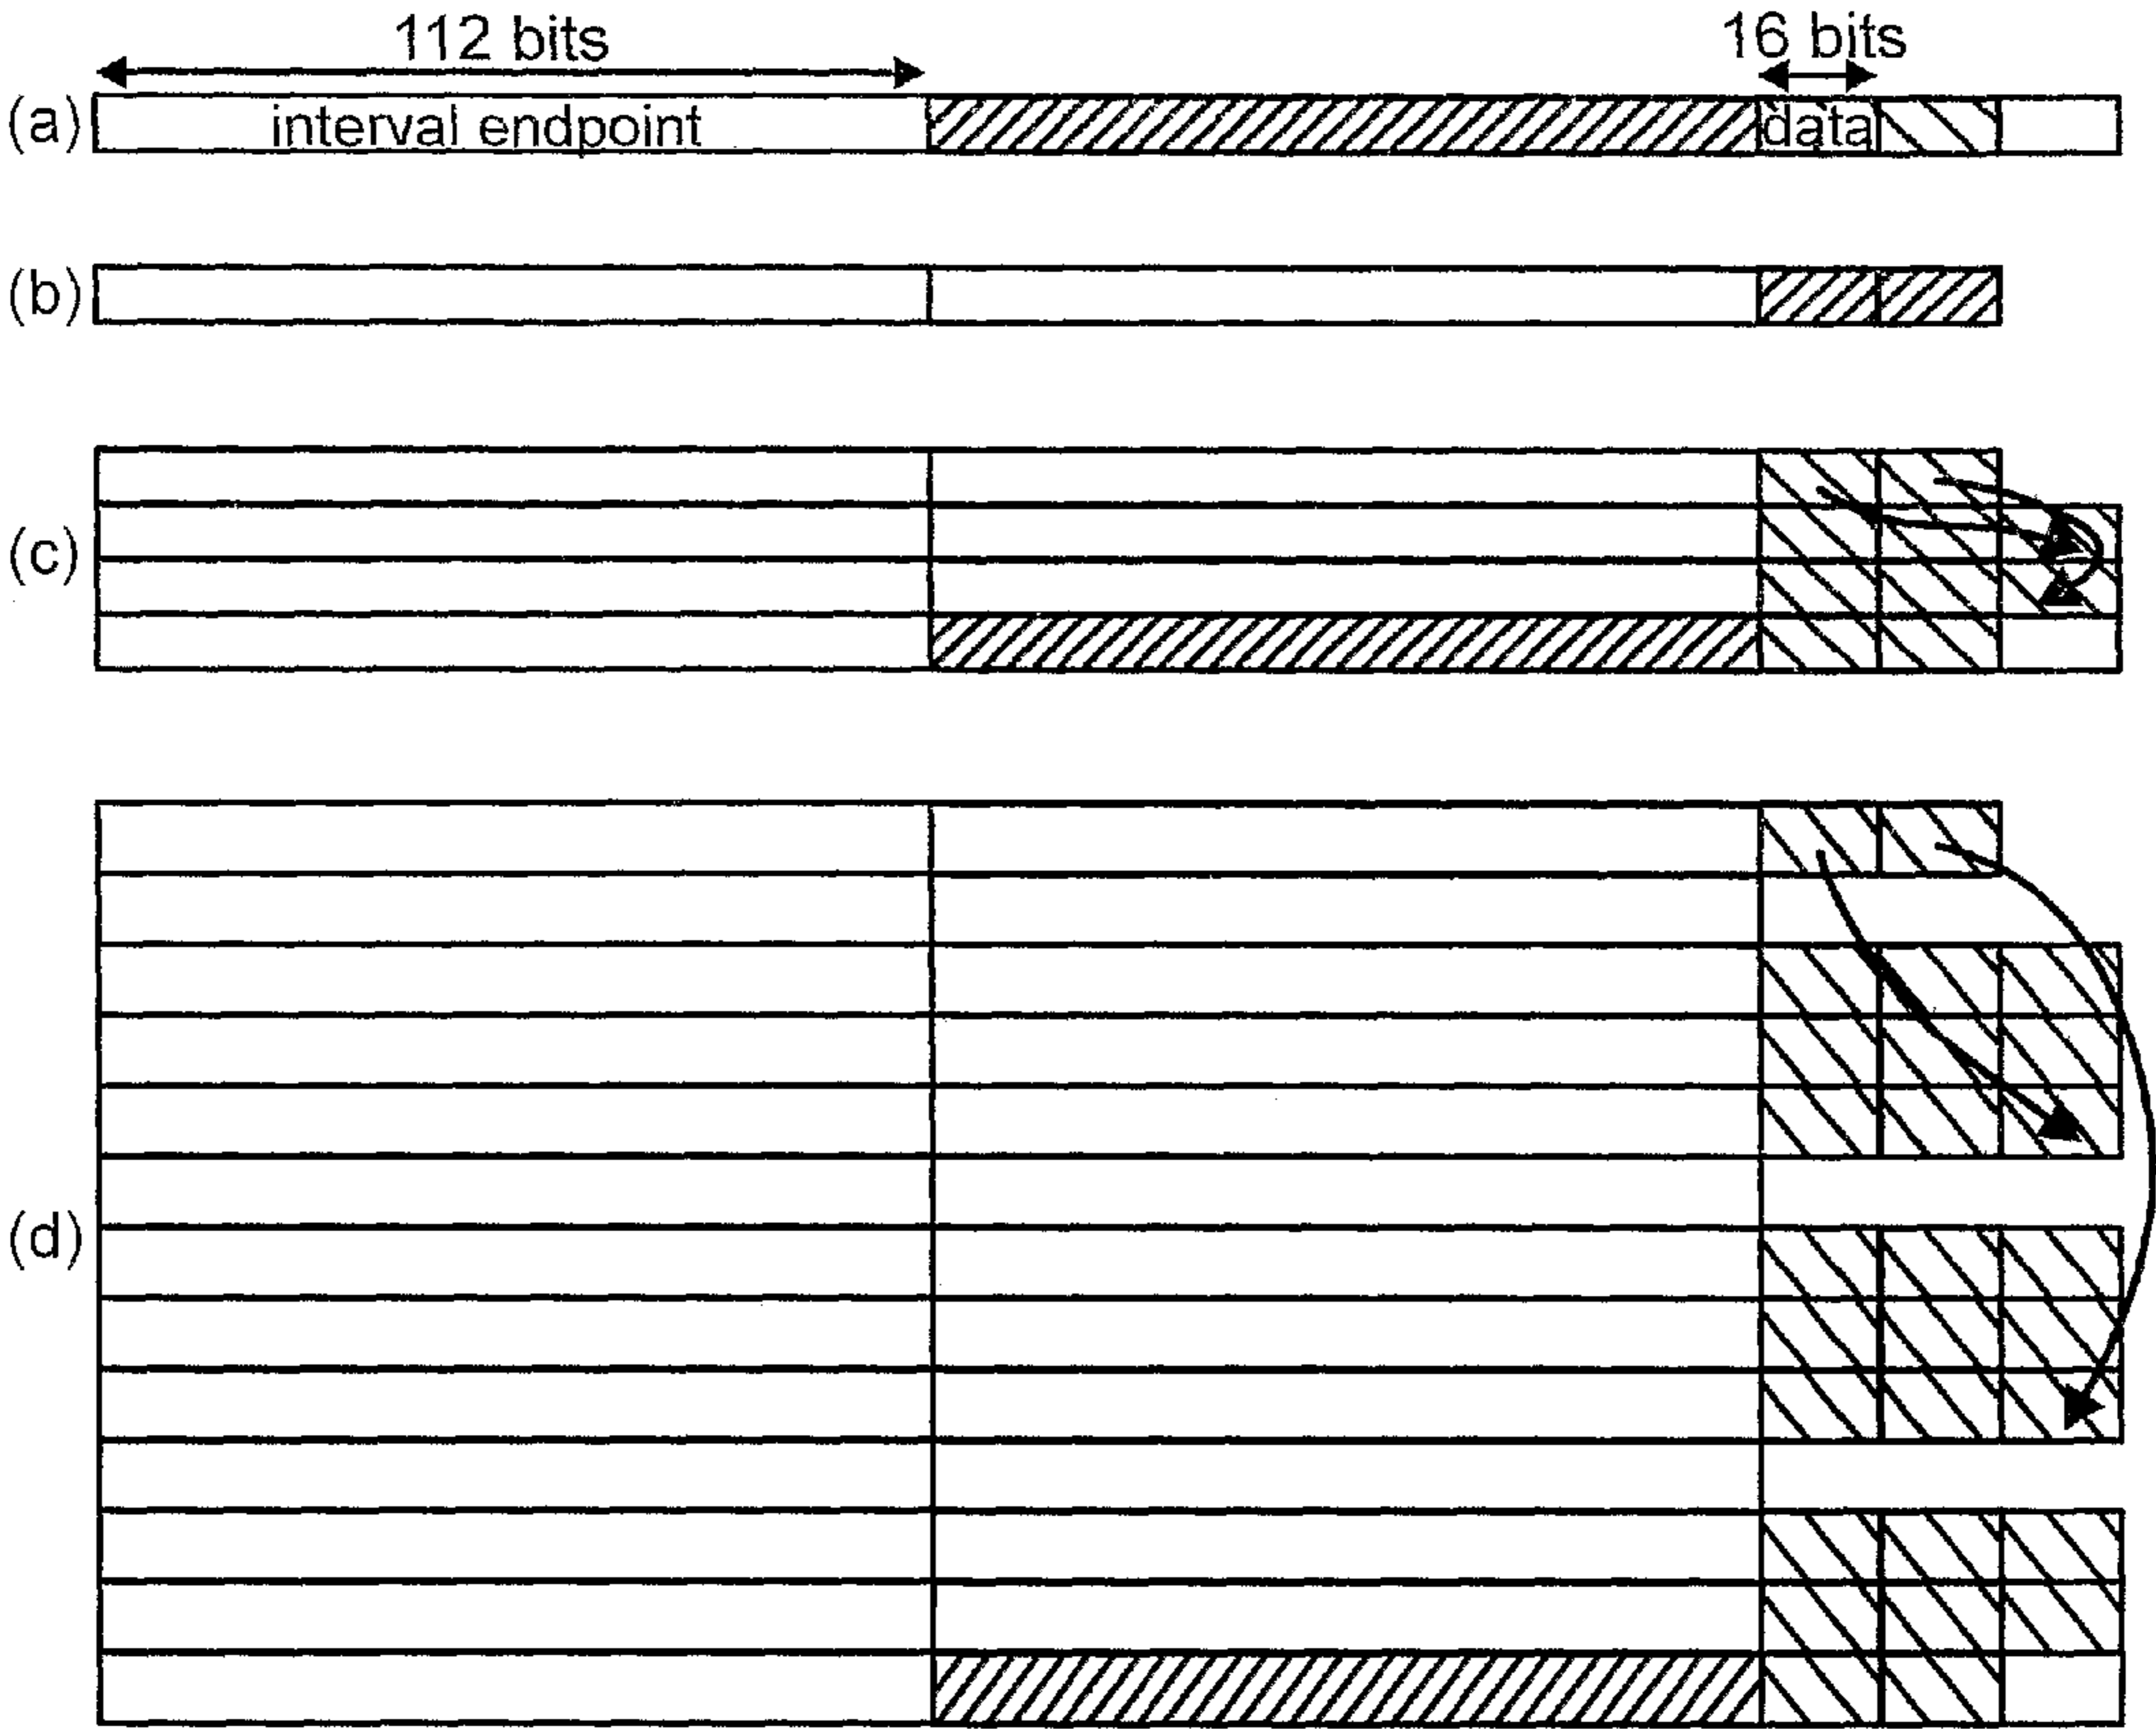 112 bits
16 bits
(a) interval endpoint data
(b)
(c)
(d)